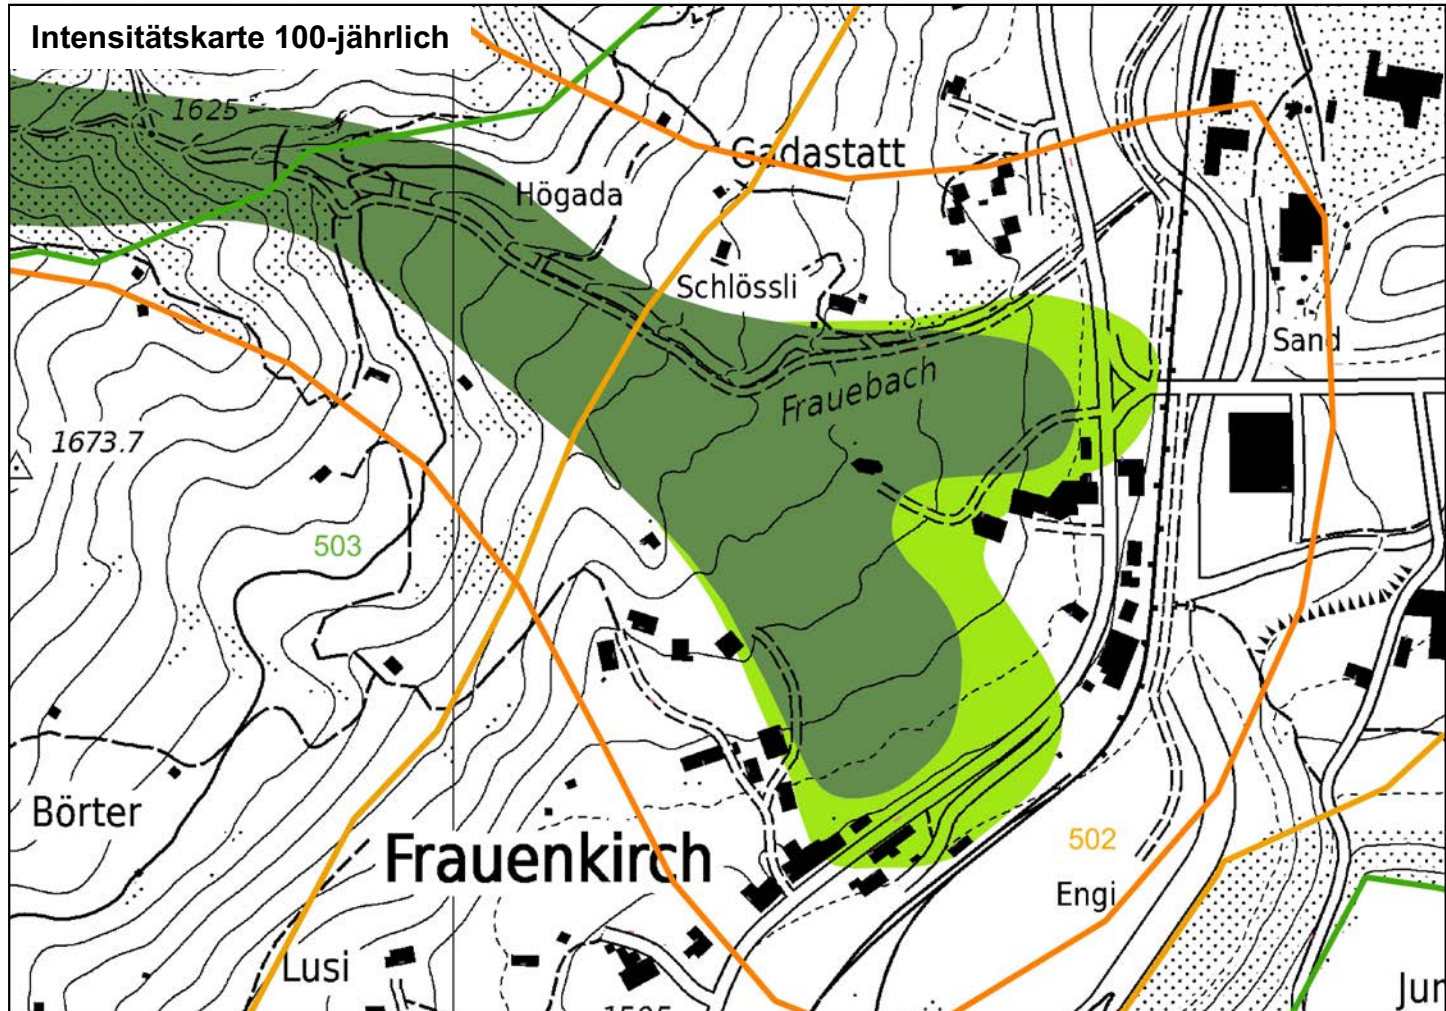 Intensitätskarte 100-jährlich
1625
Gadastatt
Högada
Schlössli
Sand
Frauebach
1673.7
503
Börter
Frauenkirch
502
Engi
Lusi